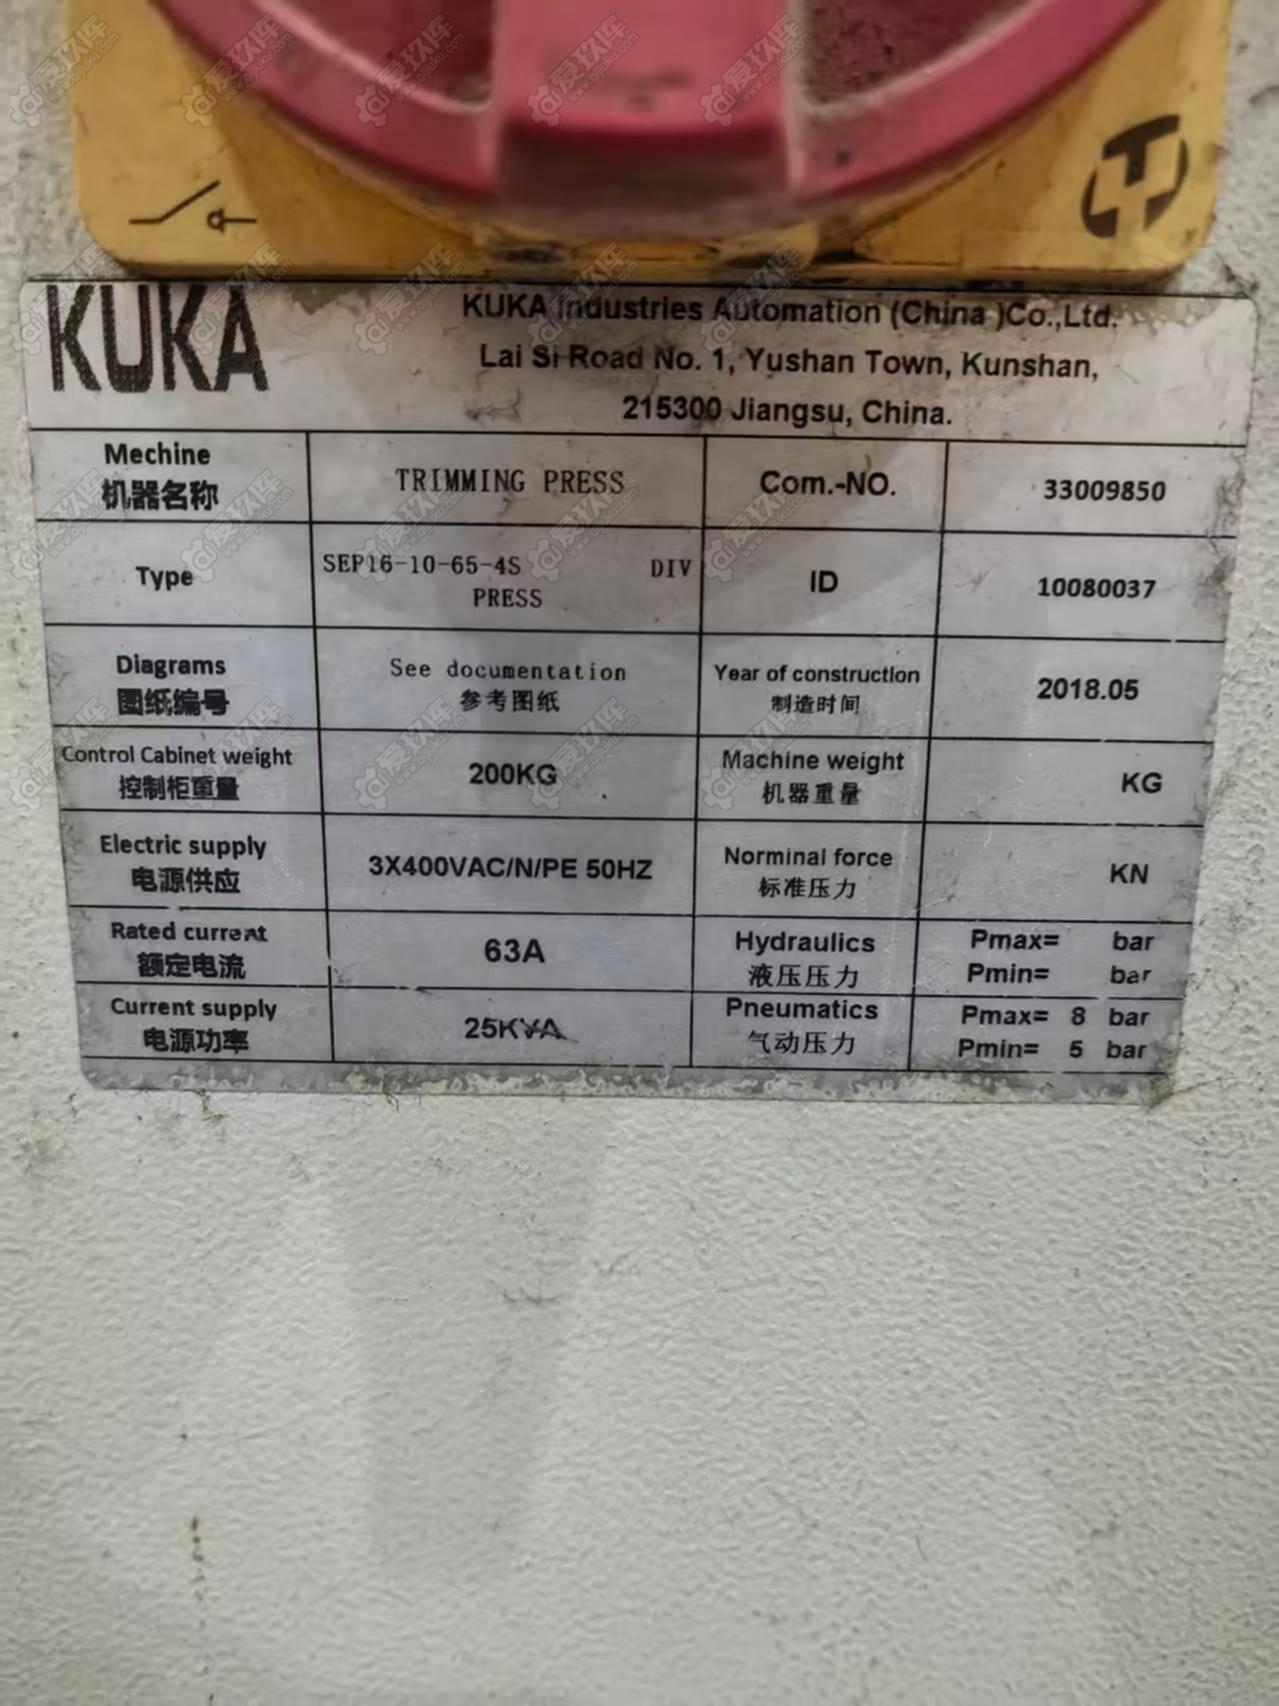 KUKA
KUKA Industries Automation (China )Co.,Ltd.
Lai Si Road No. 1, Yushan Town, Kunshan,
215300 Jiangsu, China.
Mechine
机器名称
TRIMMING PRESS
Com.-NO.
33009850
Type
SEP16-10-65-4S DIV
PRESS
ID
10080037
Diagrams
图纸编号
See documentation
参考图纸
Year of construction
制造时间
2018.05
Control Cabinet weight
控制柜重量
200KG
Machine weight
机器重量
KG
Electric supply
电源供应
3X400VAC/N/PE 50HZ
Norminal force
标准压力
KN
Rated current
额定电流
63A
Hydraulics
液压压力
Pmax= bar
Pmin= bar
Current supply
电源功率
25KVA
Pneumatics
气动压力
Pmax= 8 bar
Pmin= 5 bar
爱玖库
www.aijiuku.com